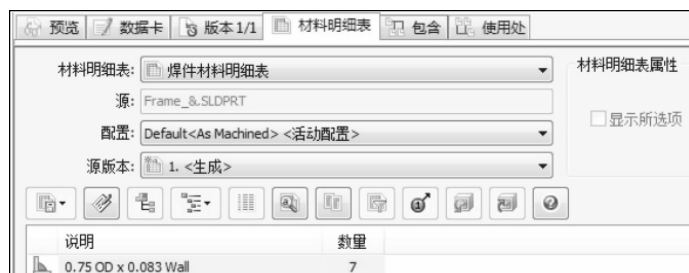 预览 数据卡 版本1/1 材料明细表 包含 使用处
材料明细表: 焊件材料明细表 材料明细表属性
源: Frame_&.SLDPRT
显示所选项
配置: Default<As Machined> <活动配置>
源版本: 1. <生成>
说明 数量
0.75 OD x 0.083 Wall 7